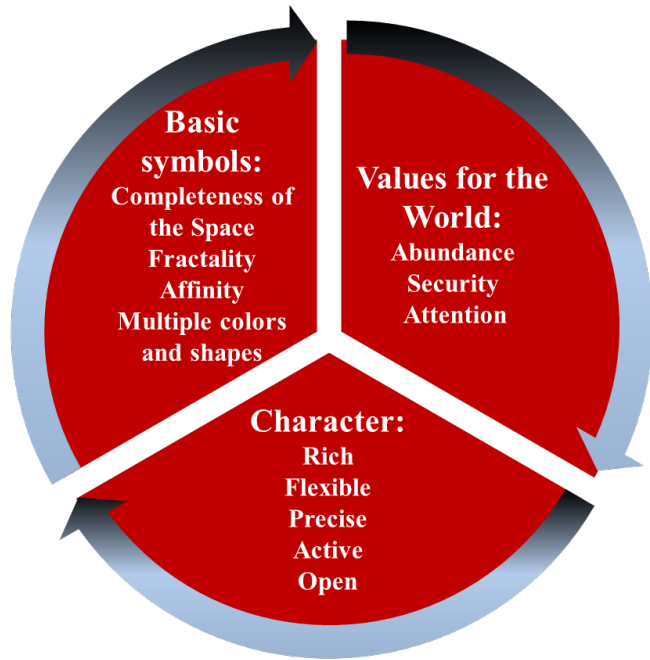 Basic
symbols:
Completeness of
the Space
Fractality
Affinity
Multiple colors
and shapes
Values for the
World:
Abundance
Security
Attention
Character:
Rich
Flexible
Precise
Active
Open